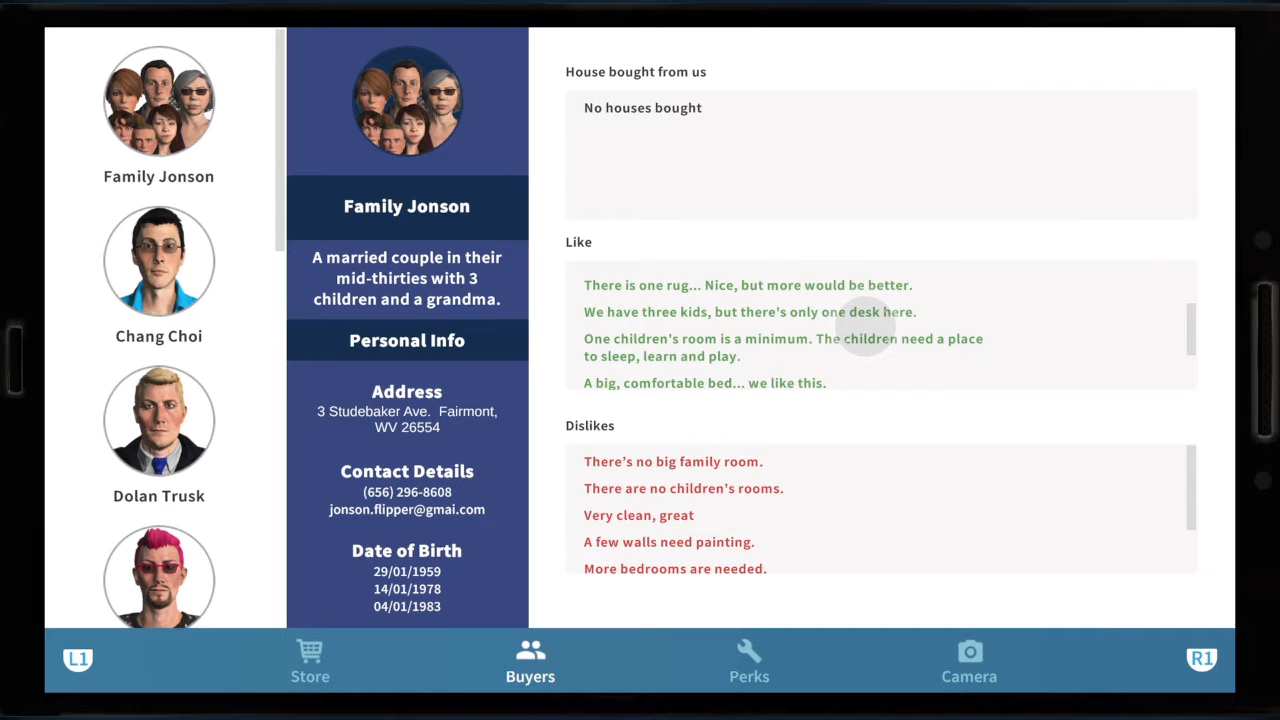 Family Jonson
Chang Choi
Dolan Trusk
Family Jonson
A married couple in their
mid-thirties with 3
children and a grandma.
Personal Info
Address
3 Studebaker Ave.  Fairmont,
WV 26554
Contact Details
(656) 296-8608
jonson.flipper@gmai.com
Date of Birth
29/01/1959
14/01/1978
04/01/1983
House bought from us
No houses bought
Like
There is one rug... Nice, but more would be better.
We have three kids, but there's only one desk here.
One children's room is a minimum. The children need a place
to sleep, learn and play.
A big, comfortable bed... we like this.
Dislikes
There's no big family room.
There are no children's rooms.
Very clean, great
A few walls need painting.
More bedrooms are needed.
L1
Store
Buyers
Perks
Camera
R1